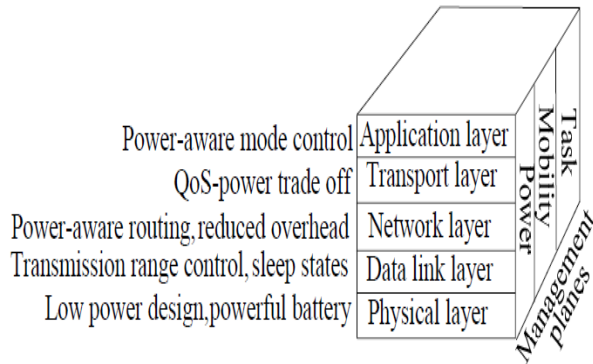 Power-aware mode control Application layer
QoS-power trade off Transport layer
Power-aware routing, reduced overhead Network layer
Transmission range control, sleep states Data link layer
Low power design,powerful battery Physical layer
Power
Mobility
Task
Management
planes